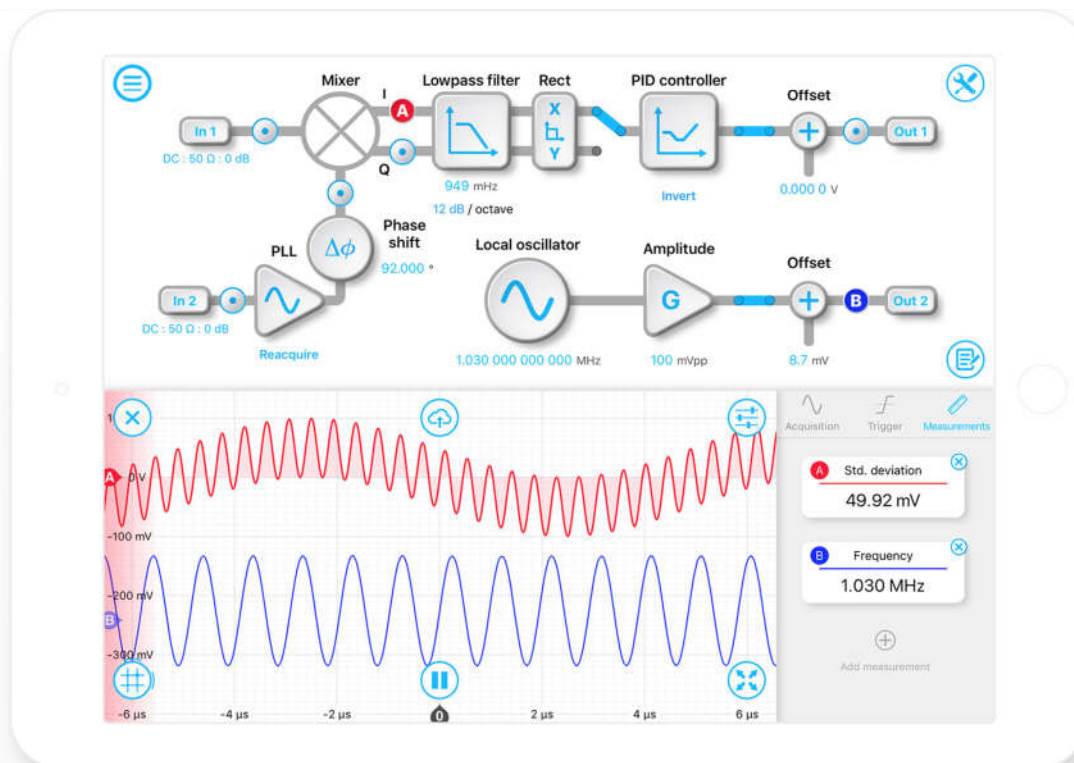 Mixer
Lowpass filter
Rect
PID controller
Offset
I
A
X
Y
In 1
Out 1
DC : 50 Ω : 0 dB
Q
949 mHz
12 dB / octave
Invert
0.000 0 V
Phase
shift
Δϕ
92.000 °
PLL
Local oscillator
Amplitude
Offset
In 2
G
B
Out 2
DC : 50 Ω : 0 dB
Reacquire
1.030 000 000 000 MHz
100 mVpp
8.7 mV
Acquisition
Trigger
Measurements
A
0 V
A Std. deviation
49.92 mV
-100 mV
B Frequency
1.030 MHz
-200 mV
B
-300 mV
Add measurement
-6 µs
-4 µs
-2 µs
0
2 µs
4 µs
6 µs